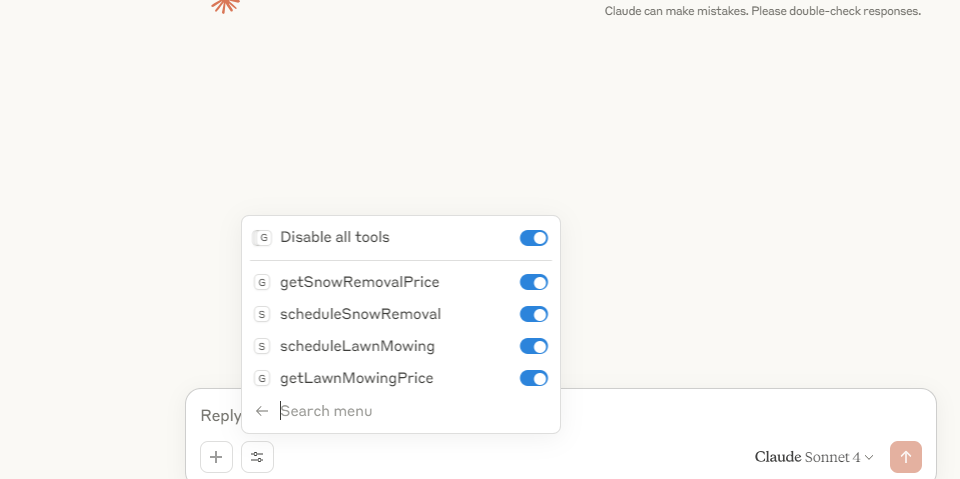 Claude can make mistakes. Please double-check responses.
G Disable all tools
G getSnowRemovalPrice
S scheduleSnowRemoval
S scheduleLawnMowing
G getLawnMowingPrice
Search menu
Reply
Claude Sonnet 4